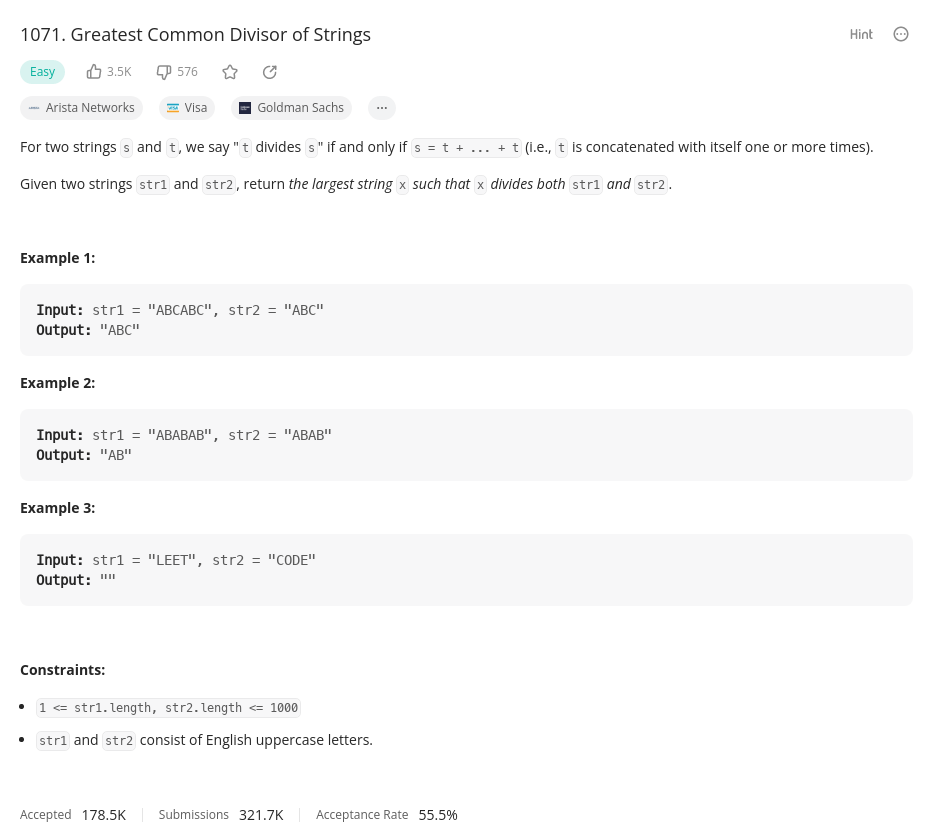 1071. Greatest Common Divisor of Strings
Hint
Easy 3.5K 576
Arista Networks VISA Visa Goldman Sachs ...
For two strings s and t, we say "t divides s" if and only if s = t + ... + t (i.e., t is concatenated with itself one or more times).
Given two strings str1 and str2, return the largest string x such that x divides both str1 and str2.
Example 1:
Input: str1 = "ABCABC", str2 = "ABC"
Output: "ABC"
Example 2:
Input: str1 = "ABABAB", str2 = "ABAB"
Output: "AB"
Example 3:
Input: str1 = "LEET", str2 = "CODE"
Output: ""
Constraints:
• 1 <= str1.length, str2.length <= 1000
• str1 and str2 consist of English uppercase letters.
Accepted 178.5K Submissions 321.7K Acceptance Rate 55.5%